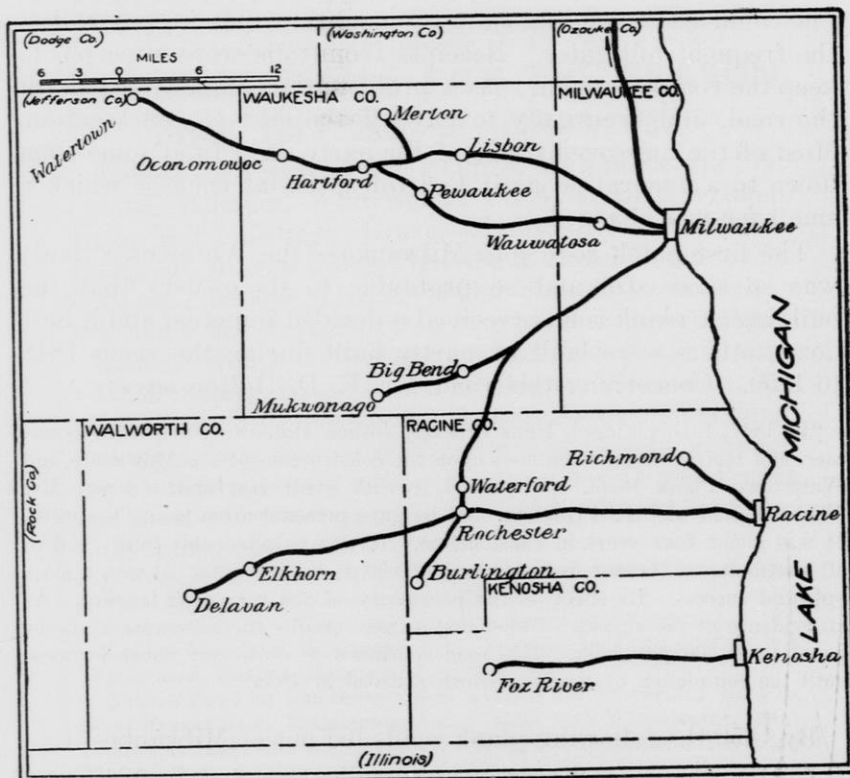 (Dodge Co.)
(Washington Co)
(Ozauke Co)
MILES
6 3 0 6 12
(Jefferson Co.)
WAUKESHA CO.
MILWAUKEE CO.
Merton
Watertown
Oconomowoc
Lisbon
Hartford
Pewaukee
Wauwatosa
Milwaukee
Big Bend
Mukwonago
WALWORTH CO.
RACINE CO.
MICHIGAN
Richmond
(Rock Co)
Waterford
Racine
Rochester
Elkhorn
Burlington
KENOSHA CO.
Delavan
LAKE
Kenosha
Fox River
(Illinois)